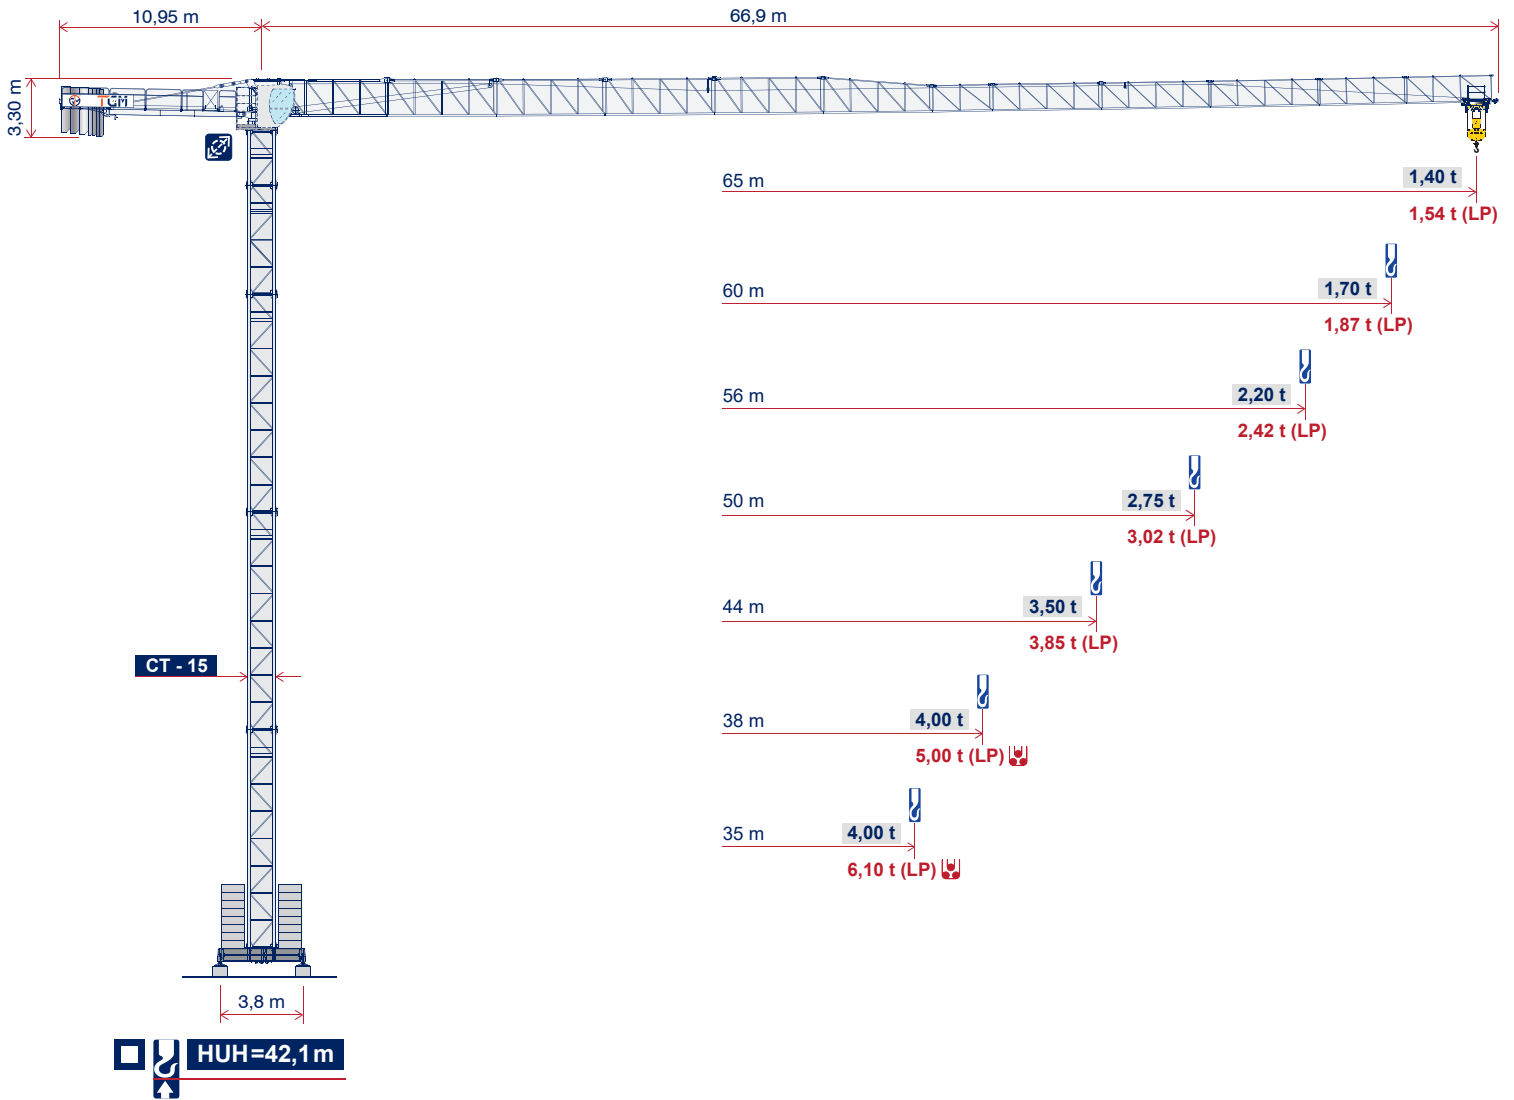 10,95 m
66,9 m
3,30 m
TGM
65 m
1,40 t
1,54 t (LP)
60 m
1,70 t
1,87 t (LP)
56 m
2,20 t
2,42 t (LP)
50 m
2,75 t
3,02 t (LP)
44 m
3,50 t
3,85 t (LP)
CT - 15
38 m
4,00 t
5,00 t (LP)
35 m
4,00 t
6,10 t (LP)
3,8 m
HUH=42,1m